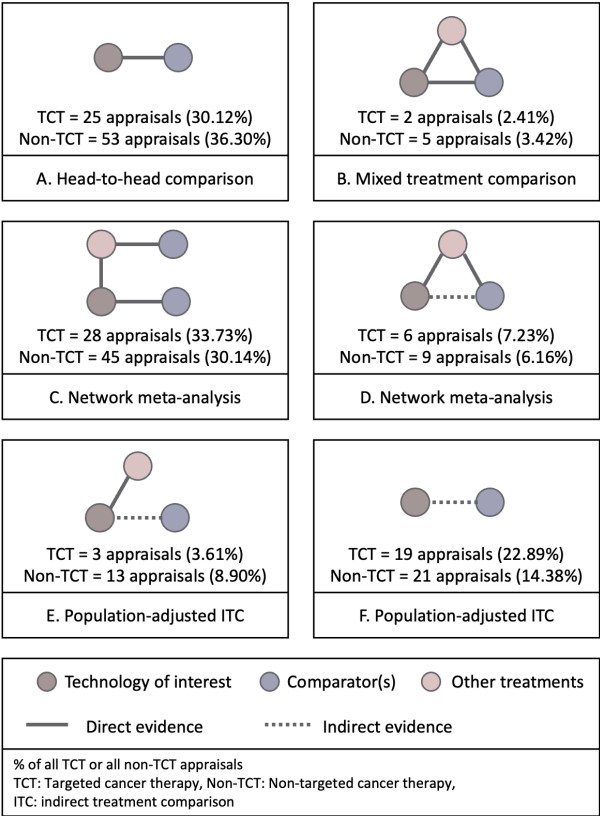 TCT = 25 appraisals (30.12%)
Non-TCT = 53 appraisals (36.30%)
A. Head-to-head comparison
TCT = 2 appraisals (2.41%)
Non-TCT = 5 appraisals (3.42%)
B. Mixed treatment comparison
TCT = 28 appraisals (33.73%)
Non-TCT = 45 appraisals (30.14%)
C. Network meta-analysis
TCT = 6 appraisals (7.23%)
Non-TCT = 9 appraisals (6.16%)
D. Network meta-analysis
TCT = 3 appraisals (3.61%)
Non-TCT = 13 appraisals (8.90%)
E. Population-adjusted ITC
TCT = 19 appraisals (22.89%)
Non-TCT = 21 appraisals (14.38%)
F. Population-adjusted ITC
Technology of interest
Comparator(s)
Other treatments
Direct evidence
Indirect evidence
% of all TCT or all non-TCT appraisals
TCT: Targeted cancer therapy, Non-TCT: Non-targeted cancer therapy,
ITC: indirect treatment comparison